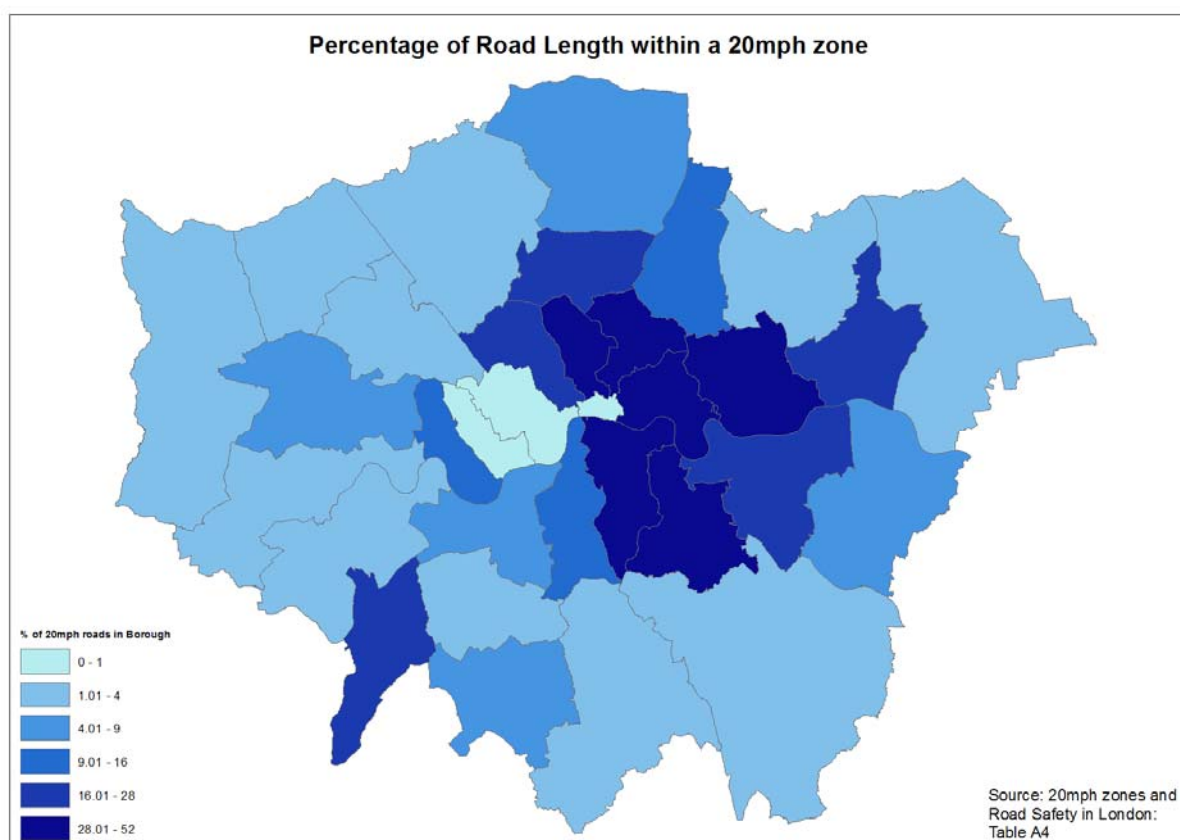 Percentage of Road Length within a 20mph zone
% of 20mph roads in Borough
0 - 1
1.01 - 4
4.01 - 9
9.01 - 16
16.01 - 28
28.01 - 52
Source: 20mph zones and
Road Safety in London:
Table A4